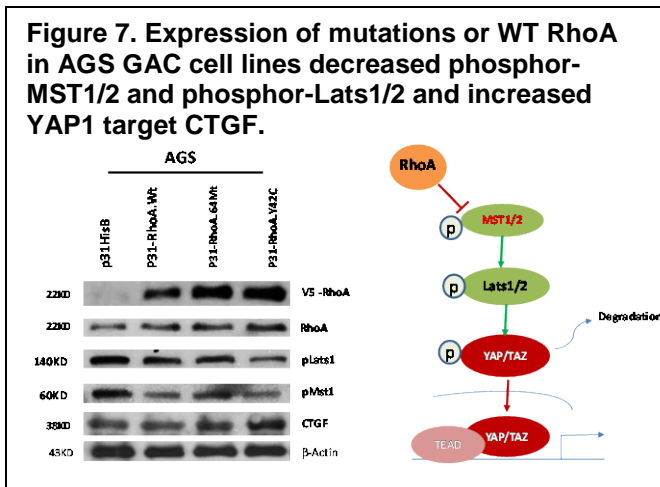 Figure 7. Expression of mutations or WT RhoA
in AGS GAC cell lines decreased phosphor-
MST1/2 and phosphor-Lats1/2 and increased
YAP1 target CTGF.
AGS
p31HisB
P31-RhoA.Wt
P31-RhoA.64Mt
P31-RhoA.Y42C
22KD
V5 -RhoA
22KD
RhoA
140KD
pLats1
60KD
pMst1
38KD
CTGF
43KD
β-Actin
RhoA
p
MST1/2
p
Lats1/2
Degradation
p
YAP/TAZ
YAP/TAZ
TEAD